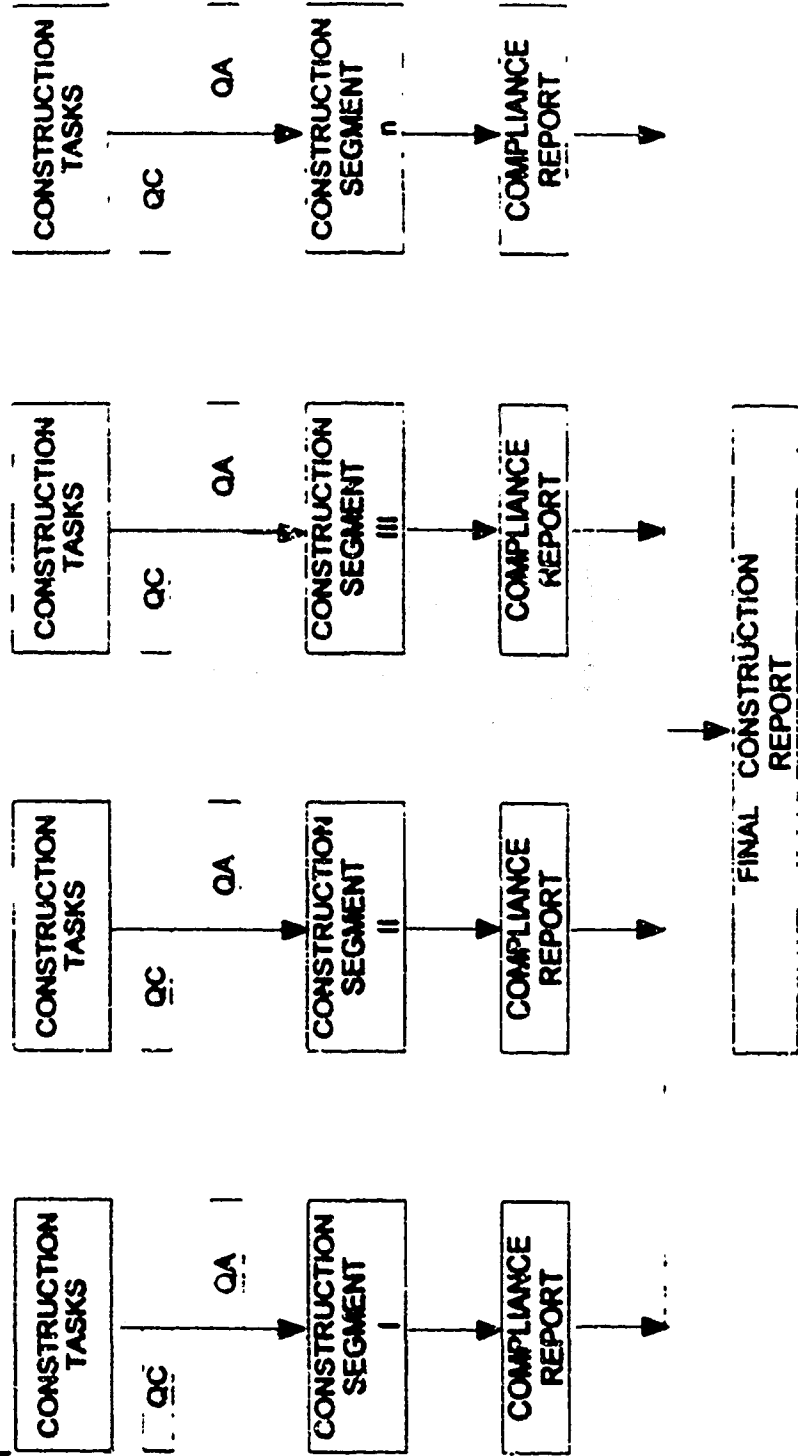 CONSTRUCTION
TASKS
QC
QA
CONSTRUCTION
SEGMENT
I
COMPLIANCE
REPORT
CONSTRUCTION
TASKS
QC
QA
CONSTRUCTION
SEGMENT
II
COMPLIANCE
REPORT
CONSTRUCTION
TASKS
QC
QA
CONSTRUCTION
SEGMENT
III
COMPLIANCE
REPORT
CONSTRUCTION
TASKS
QC
QA
CONSTRUCTION
SEGMENT
n
COMPLIANCE
REPORT
FINAL CONSTRUCTION
REPORT